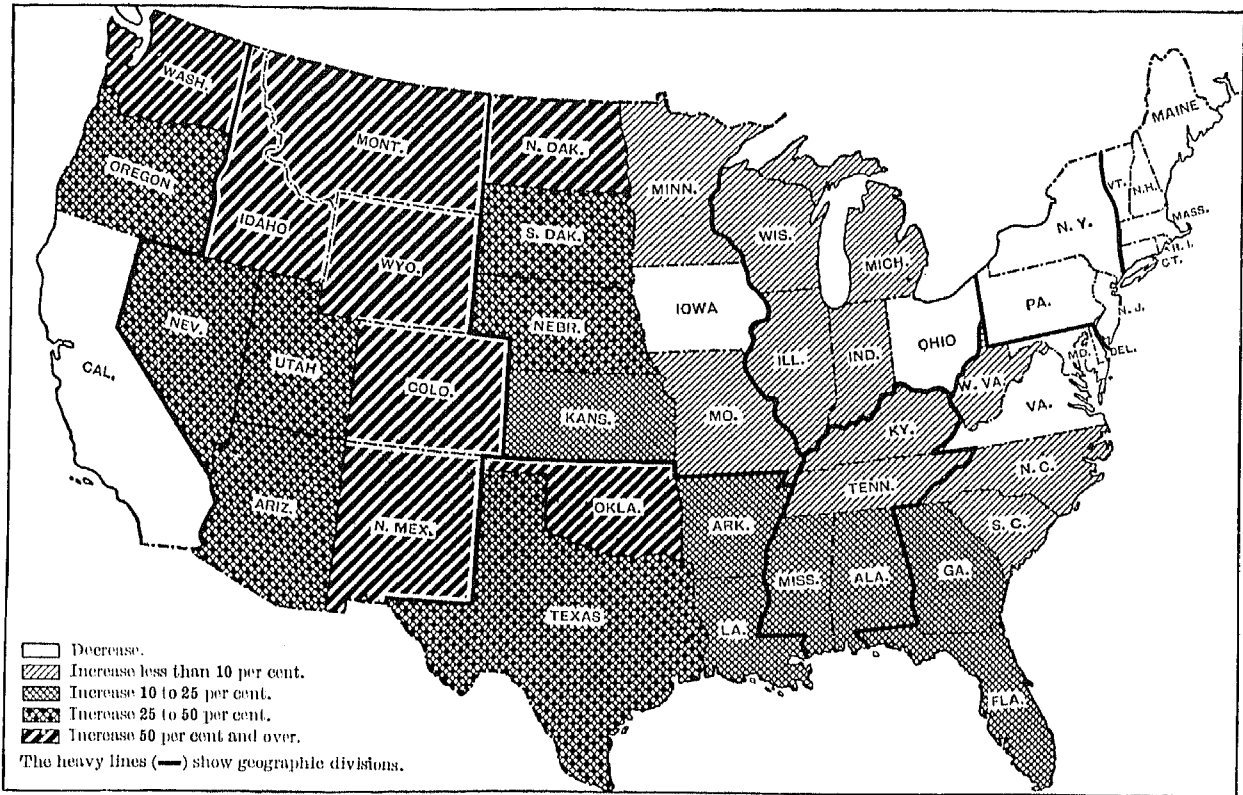 WASH.
MONT.
N. DAK.
MINN.
MAINE
OREGON
IDAHO
S. DAK.
WIS.
MICH.
VT.
N.H.
N.Y.
MASS.
R. I.
CT.
WYO.
NEBR.
IOWA
PA.
N. J.
NEV.
UTAH
ILL.
IND.
OHIO
MD.
DEL.
CAL.
COLO.
KANS.
MO.
W. VA.
VA.
KY.
N. C.
TENN.
ARIZ.
N. MEX.
OKLA.
ARK.
S. C.
MISS.
ALA.
GA.
TEXAS
LA.
FLA.
Decrease.
Increase less than 10 per cent.
Increase 10 to 25 per cent.
Increase 25 to 50 per cent.
Increase 50 per cent and over.
The heavy lines (━) show geographic divisions.